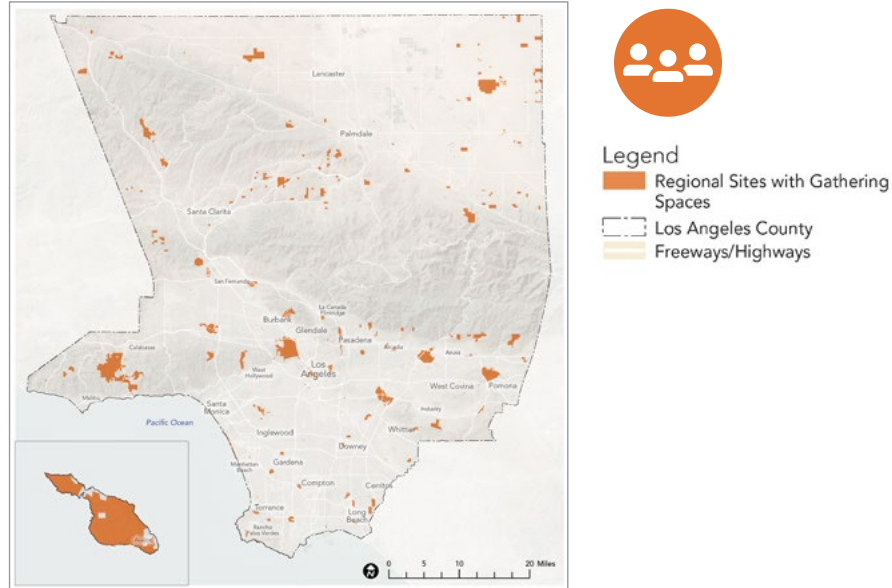 Lancaster
Palmdale
Santa Clarita
San Fernando
La Canada
Flintridge
Burbank
Glendale
Pasadena
Arcadia
Azusa
Calabasas
West
Hollywood
Los
Angeles
West Covina
Pomona
Malibu
Santa
Monica
Industry
Pacific Ocean
Inglewood
Whittier
Downey
Manhattan
Beach
Gardena
Compton
Cerritos
Torrance
Long
Beach
Rancho
Palos Verdes
Avalon
N
0 5 10 20 Miles
Legend
Regional Sites with Gathering
Spaces
Los Angeles County
Freeways/Highways